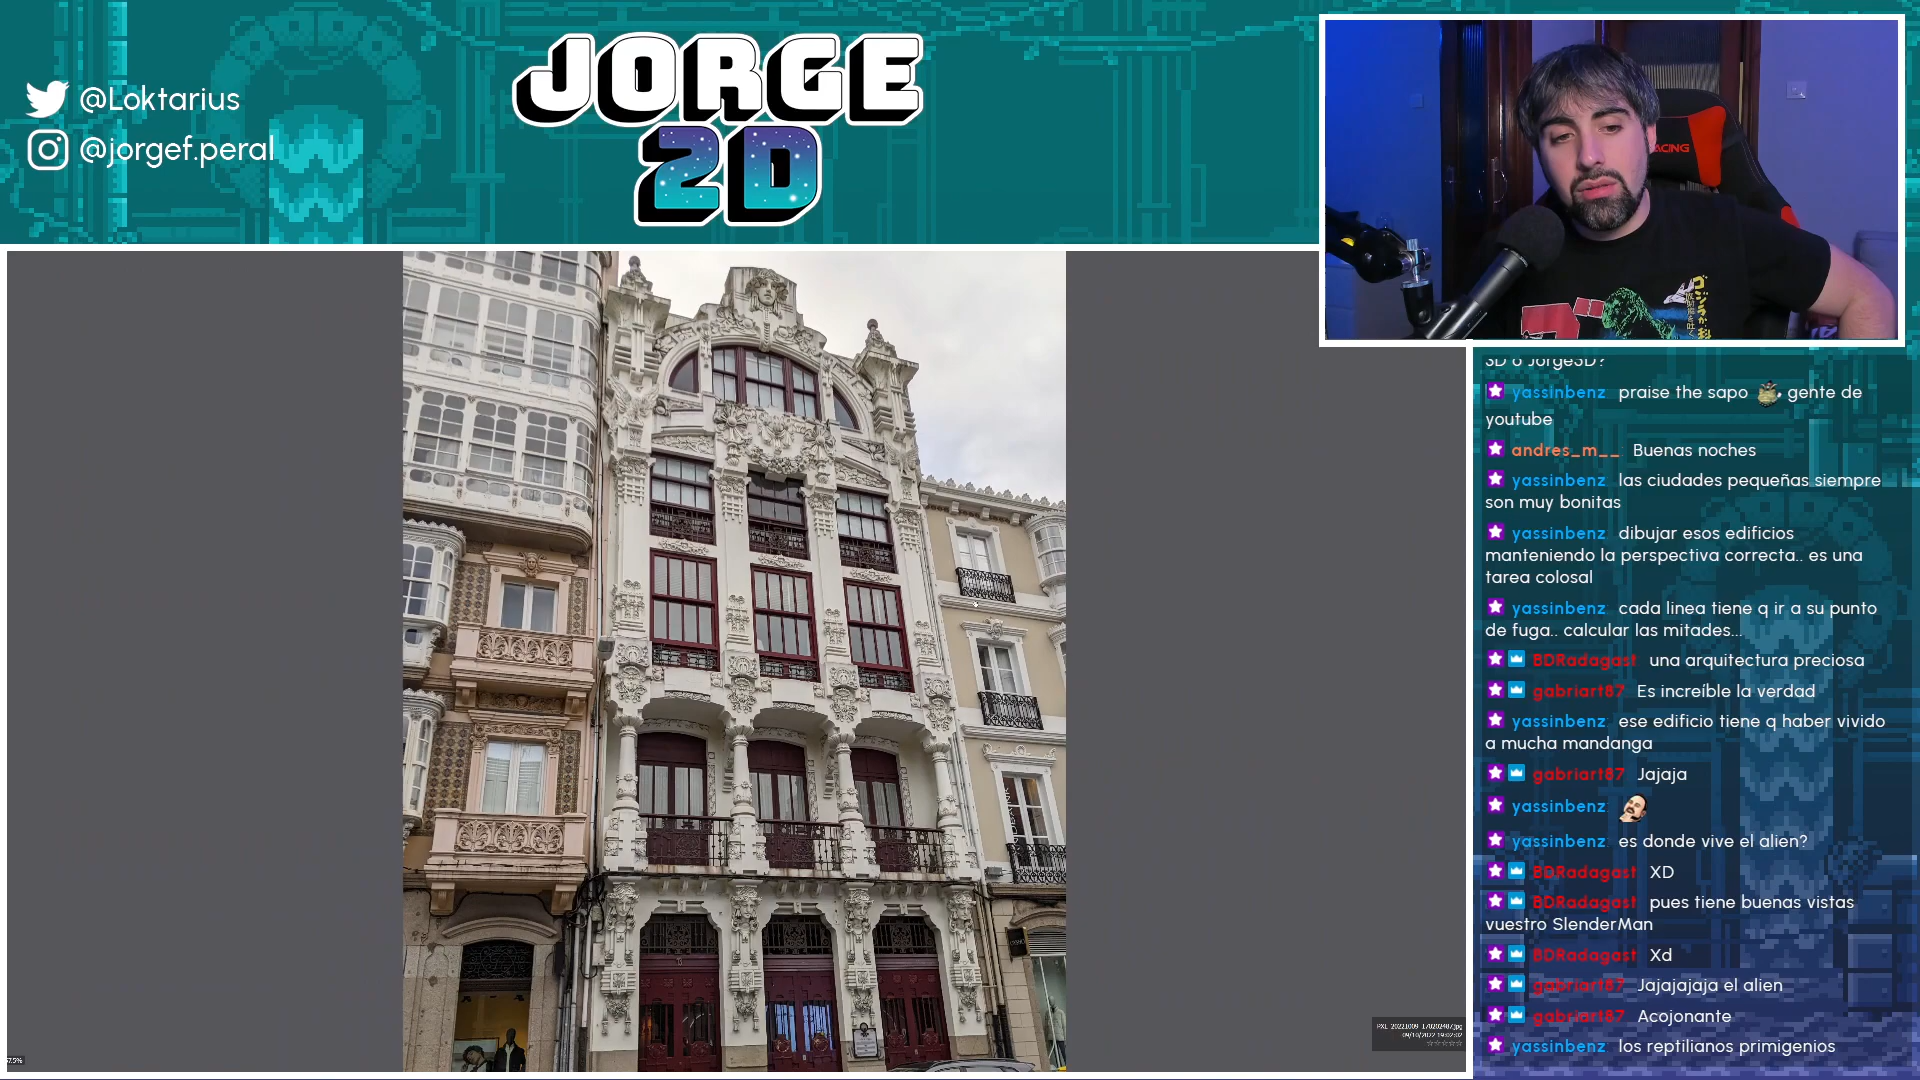 @Loktarius
@jorgef.peral
JORGE
2D
ACING
3D o Jorge3D?
yassinbenz praise the sapo gente de
youtube
andres_m__ Buenas noches
yassinbenz las ciudades pequeñas siempre
son muy bonitas
yassinbenz dibujar esos edificios
manteniendo la perspectiva correcta.. es una
tarea colosal
yassinbenz cada linea tiene q ir a su punto
de fuga.. calcular las mitades...
BDRadagast una arquitectura preciosa
gabriart87 Es increíble la verdad
yassinbenz ese edificio tiene q haber vivido
a mucha mandanga
gabriart87 Jajaja
yassinbenz
yassinbenz es donde vive el alien?
BDRadagast XD
BDRadagast pues tiene buenas vistas
vuestro SlenderMan
BDRadagast Xd
gabriart87 Jajajajaja el alien
gabriart87 Acojonante
yassinbenz los reptilianos primigenios